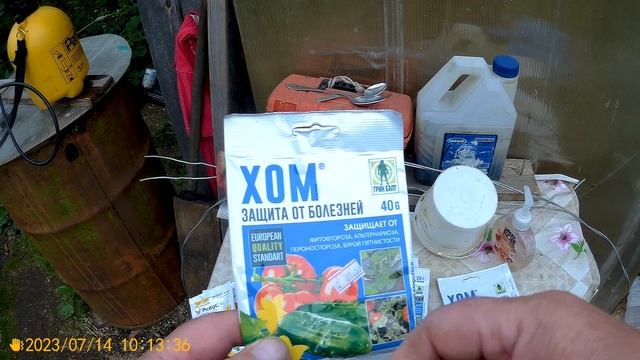 ХОМ®
ЗАЩИТА ОТ БОЛЕЗНЕЙ 40 g
ГРИН БЭЛТ
EUROPEAN
QUALITY
STANDART
ЗАЩИЩАЕТ ОТ
ФИТОФТОРОЗА, АЛЬТЕРНАРИОЗА,
ПЕРОНОСПОРОЗА, БУРОЙ ПЯТНИСТОСТИ
ХОМ
2023/07/14 10:13:36